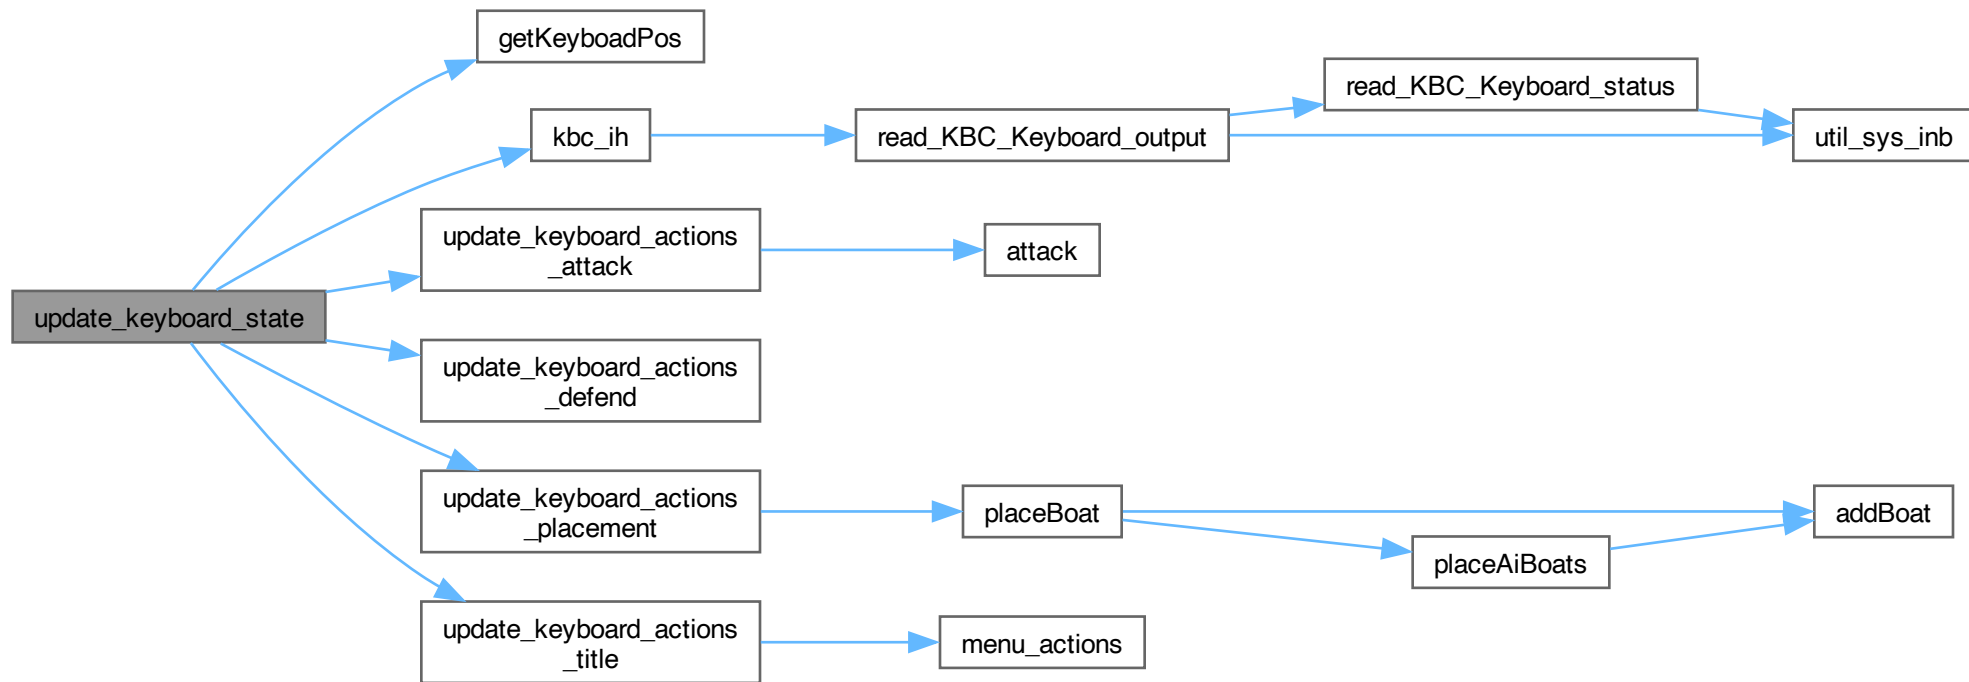 getKeyboadPos
read_KBC_Keyboard_status
kbc_ih
read_KBC_Keyboard_output
util_sys_inb
update_keyboard_actions
_attack
attack
update_keyboard_state
update_keyboard_actions
_defend
update_keyboard_actions
_placement
placeBoat
addBoat
placeAiBoats
update_keyboard_actions
_title
menu_actions